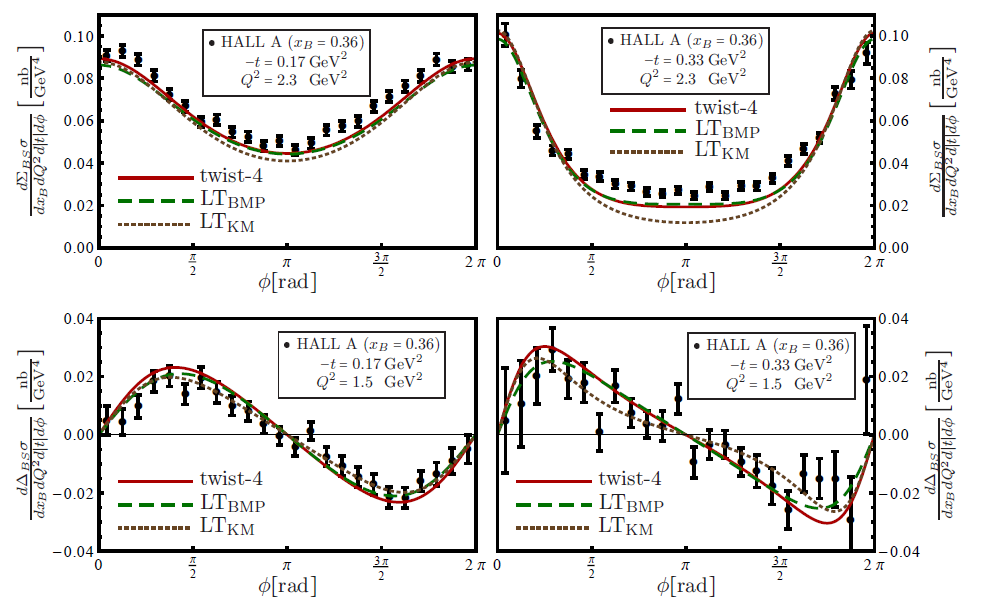 HALL A (x_B = 0.36)
−t = 0.17 GeV²
Q² = 2.3 GeV²
twist-4
LT_BMP
LT_KM
dΣ_BS σ / dx_B dQ² d|t| dφ [nb / GeV⁴]
0.10
0.08
0.06
0.04
0.02
0.00
0 π/2 π 3π/2 2 π
φ[rad]
HALL A (x_B = 0.36)
−t = 0.33 GeV²
Q² = 2.3 GeV²
twist-4
LT_BMP
LT_KM
0.10
0.08
0.06
0.04
0.02
0.00
dΣ_BS σ / dx_B dQ² d|t| dφ [nb / GeV⁴]
0 π/2 π 3π/2 2 π
φ[rad]
HALL A (x_B = 0.36)
−t = 0.17 GeV²
Q² = 1.5 GeV²
twist-4
LT_BMP
LT_KM
dΔ_BS σ / dx_B dQ² d|t| dφ [nb / GeV⁴]
0.04
0.02
0.00
−0.02
−0.04
0 π/2 π 3π/2 2 π
φ[rad]
HALL A (x_B = 0.36)
−t = 0.33 GeV²
Q² = 1.5 GeV²
twist-4
LT_BMP
LT_KM
0.04
0.02
0.00
−0.02
−0.04
dΔ_BS σ / dx_B dQ² d|t| dφ [nb / GeV⁴]
0 π/2 π 3π/2 2 π
φ[rad]